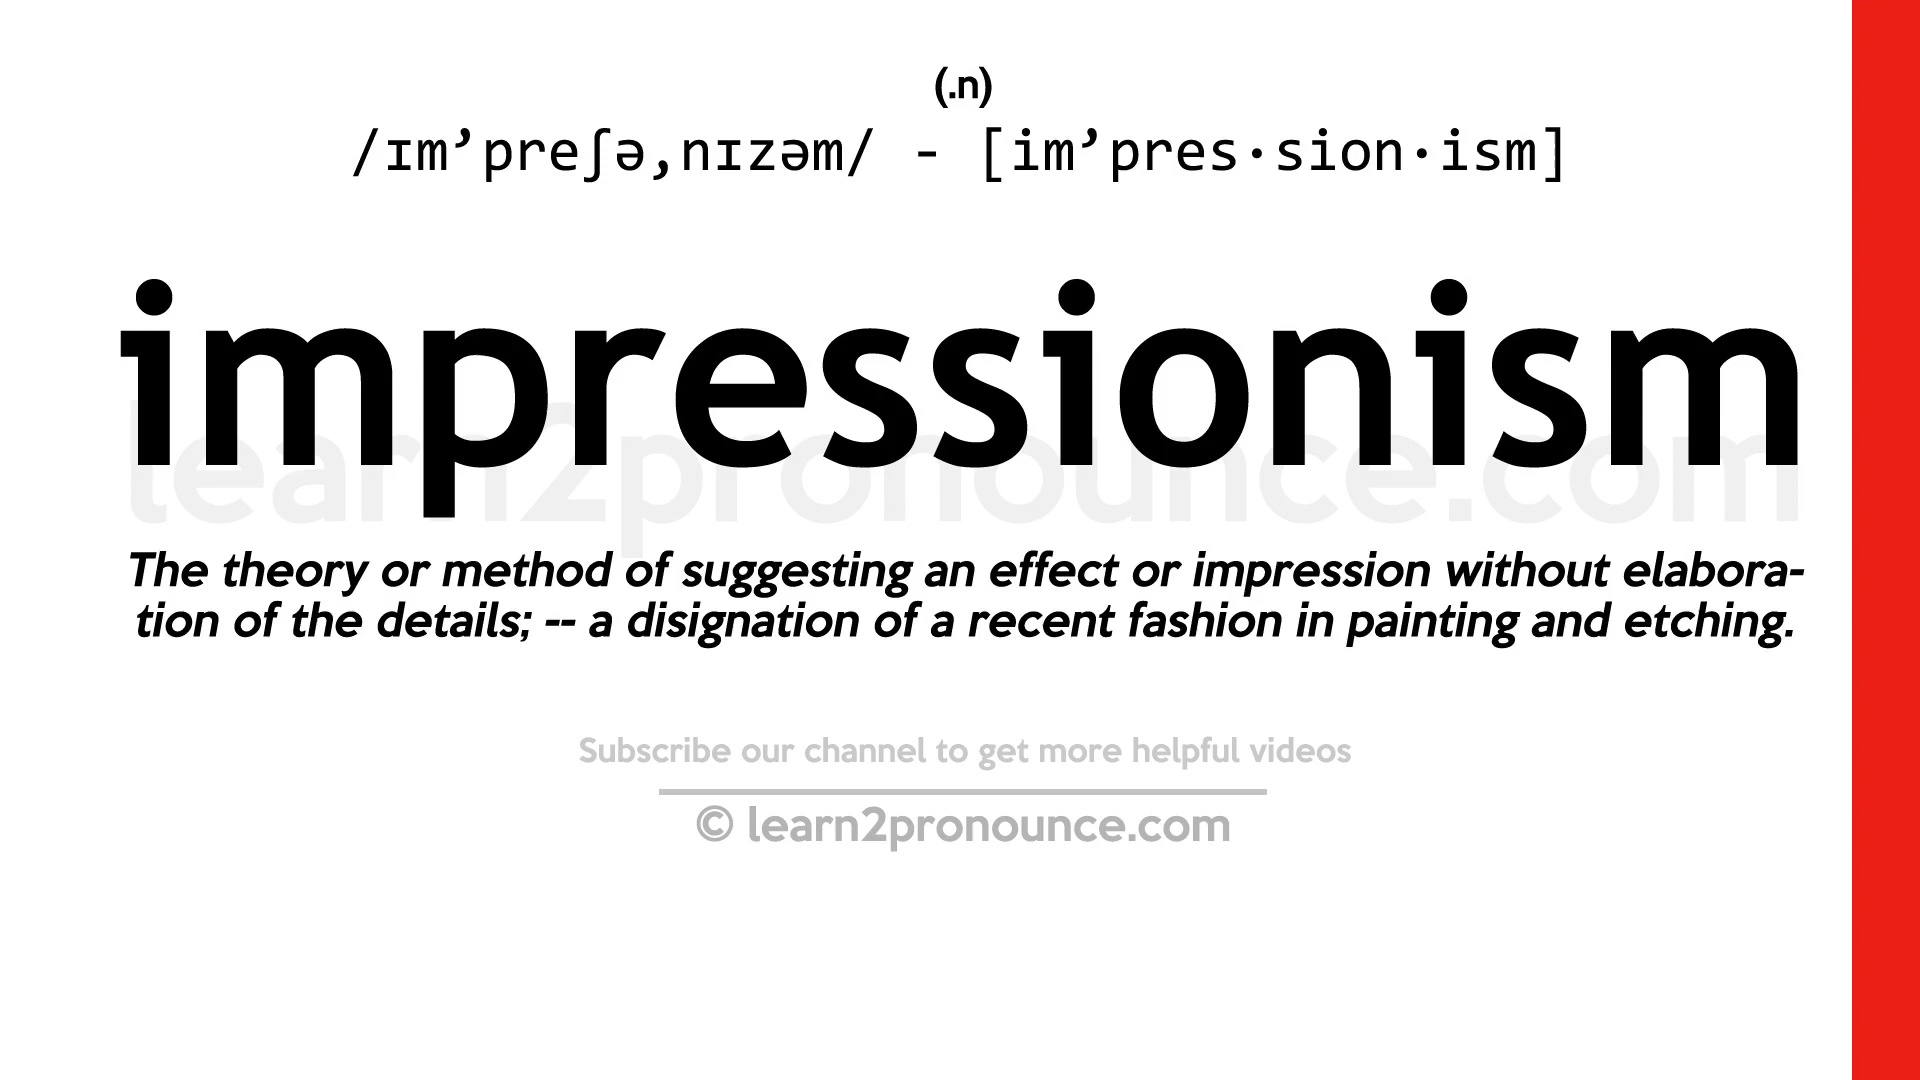 (.n)
/ɪm’preʃə,nɪzəm/ - [im’pres·sion·ism]
impressionism
learn2pronounce.com
The theory or method of suggesting an effect or impression without elabora-
tion of the details; -- a disignation of a recent fashion in painting and etching.
Subscribe our channel to get more helpful videos
© learn2pronounce.com